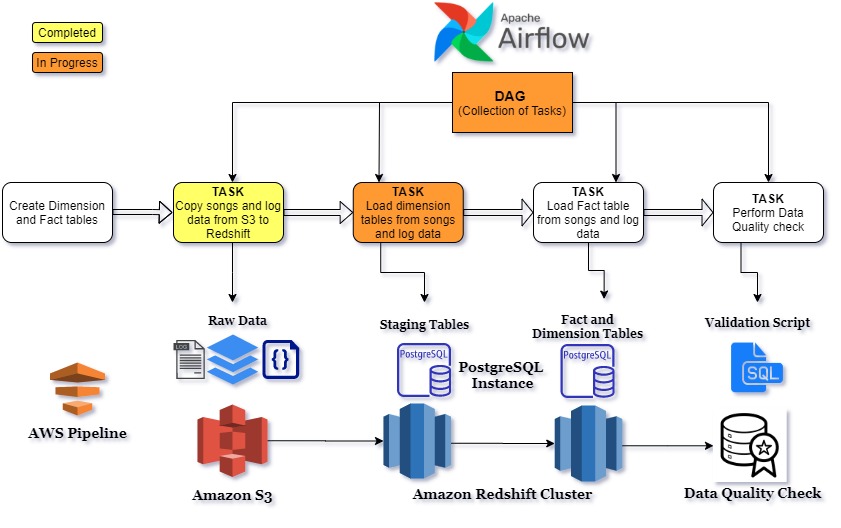 Apache
Airflow
Completed
In Progress
DAG
(Collection of Tasks)
Create Dimension
and Fact tables
TASK
Copy songs and log
data from S3 to
Redshift
TASK
Load dimension
tables from songs
and log data
TASK
Load Fact table
from songs and log
data
TASK
Perform Data
Quality check
Raw Data
Staging Tables
Fact and
Dimension Tables
Validation Script
LOG
{}
PostgreSQL
PostgreSQL
Instance
PostgreSQL
SQL
AWS Pipeline
Amazon S3
Amazon Redshift Cluster
Data Quality Check